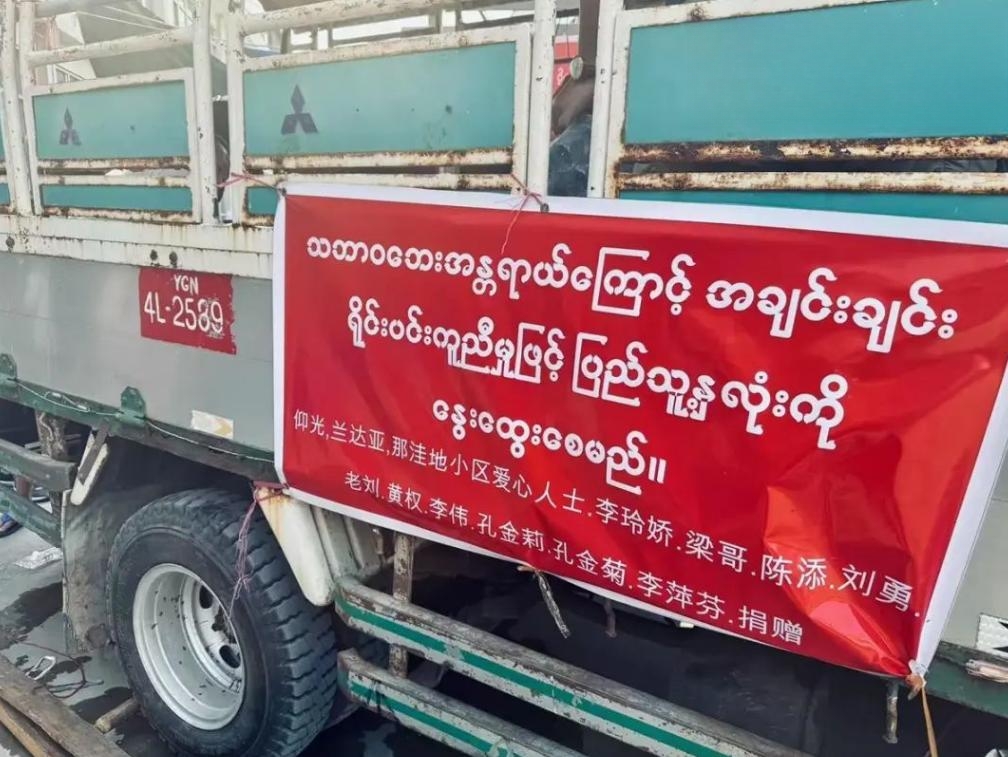 YGN
4L-2589
သဘာဝဘေးအန္တရာယ်ကြောင့် အချင်းချင်း
ရိုင်းပင်းကူညီမှုဖြင့် ပြည်သူ့နှလုံးကို
နွေးထွေးစေမည်။
仰光,兰达亚,那洼地小区爱心人士.李玲娇.梁哥.陈添.刘勇.
老刘.黄权.李伟.孔金莉.孔金菊.李萍芬.捐赠